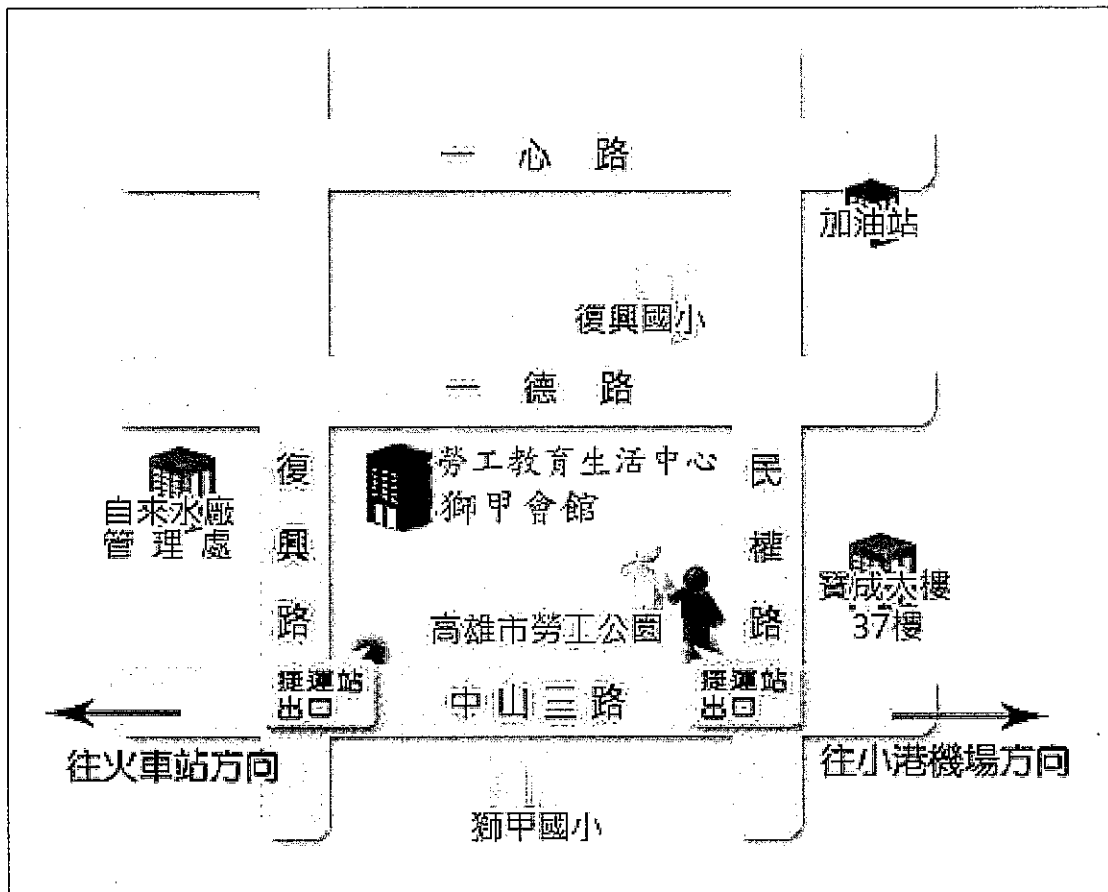 一心路
加油站
復興國小
一德路
勞工教育生活中心
獅甲會館
自來水廠
管理處
復興路
民權路
寶成大樓
37樓
高雄市勞工公園
捷運站
出口
中山三路
捷運站
出口
往火車站方向
往小港機場方向
獅甲國小